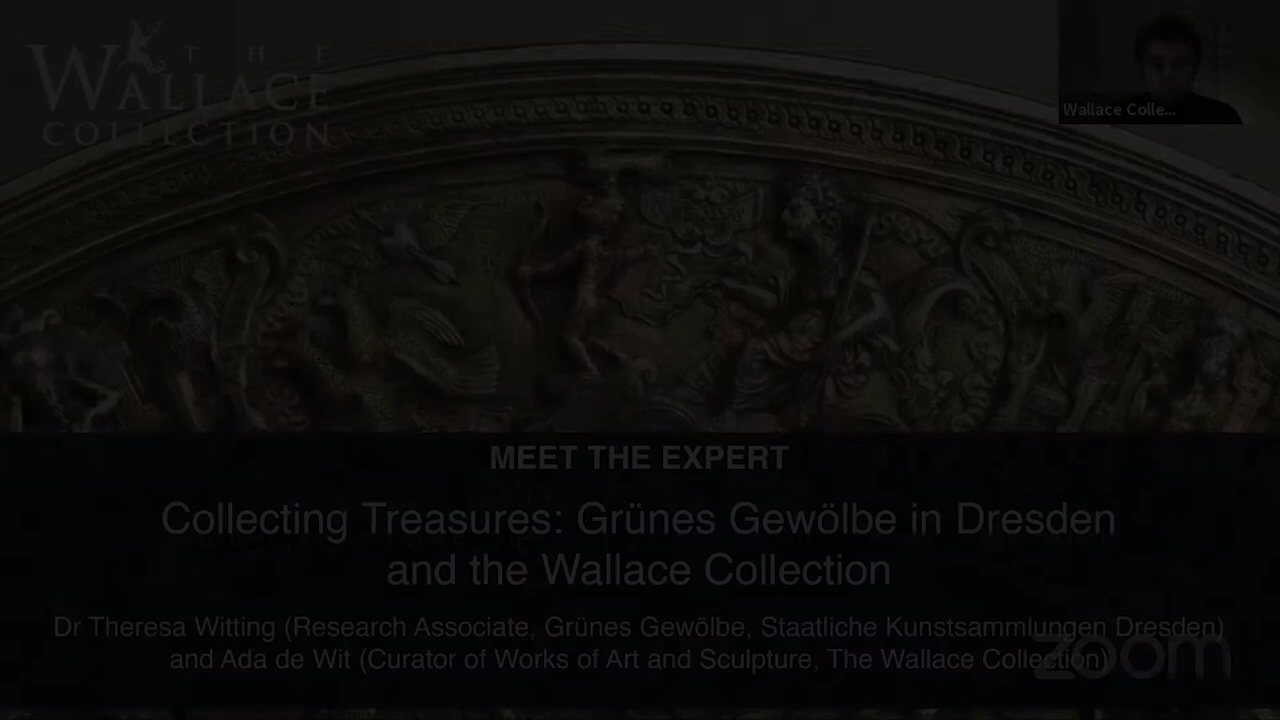 THE
WALLACE
COLLECTION
Wallace Colle...
MEET THE EXPERT
Collecting Treasures: Grünes Gewölbe in Dresden
and the Wallace Collection
Dr Theresa Witting (Research Associate, Grünes Gewölbe, Staatliche Kunstsammlungen Dresden)
and Ada de Wit (Curator of Works of Art and Sculpture, The Wallace Collection)
zoom